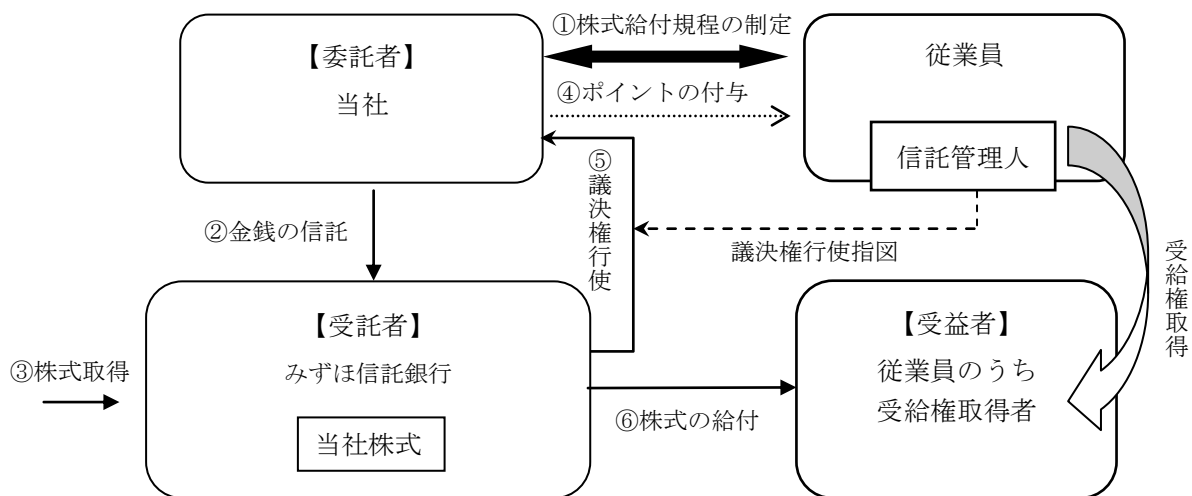 ①株式給付規程の制定
【委託者】
当社
従業員
④ポイントの付与
信託管理人
⑤議決権行使
②金銭の信託
議決権行使指図
受給権取得
【受託者】
みずほ信託銀行
【受益者】
③株式取得
従業員のうち
受給権取得者
⑥株式の給付
当社株式